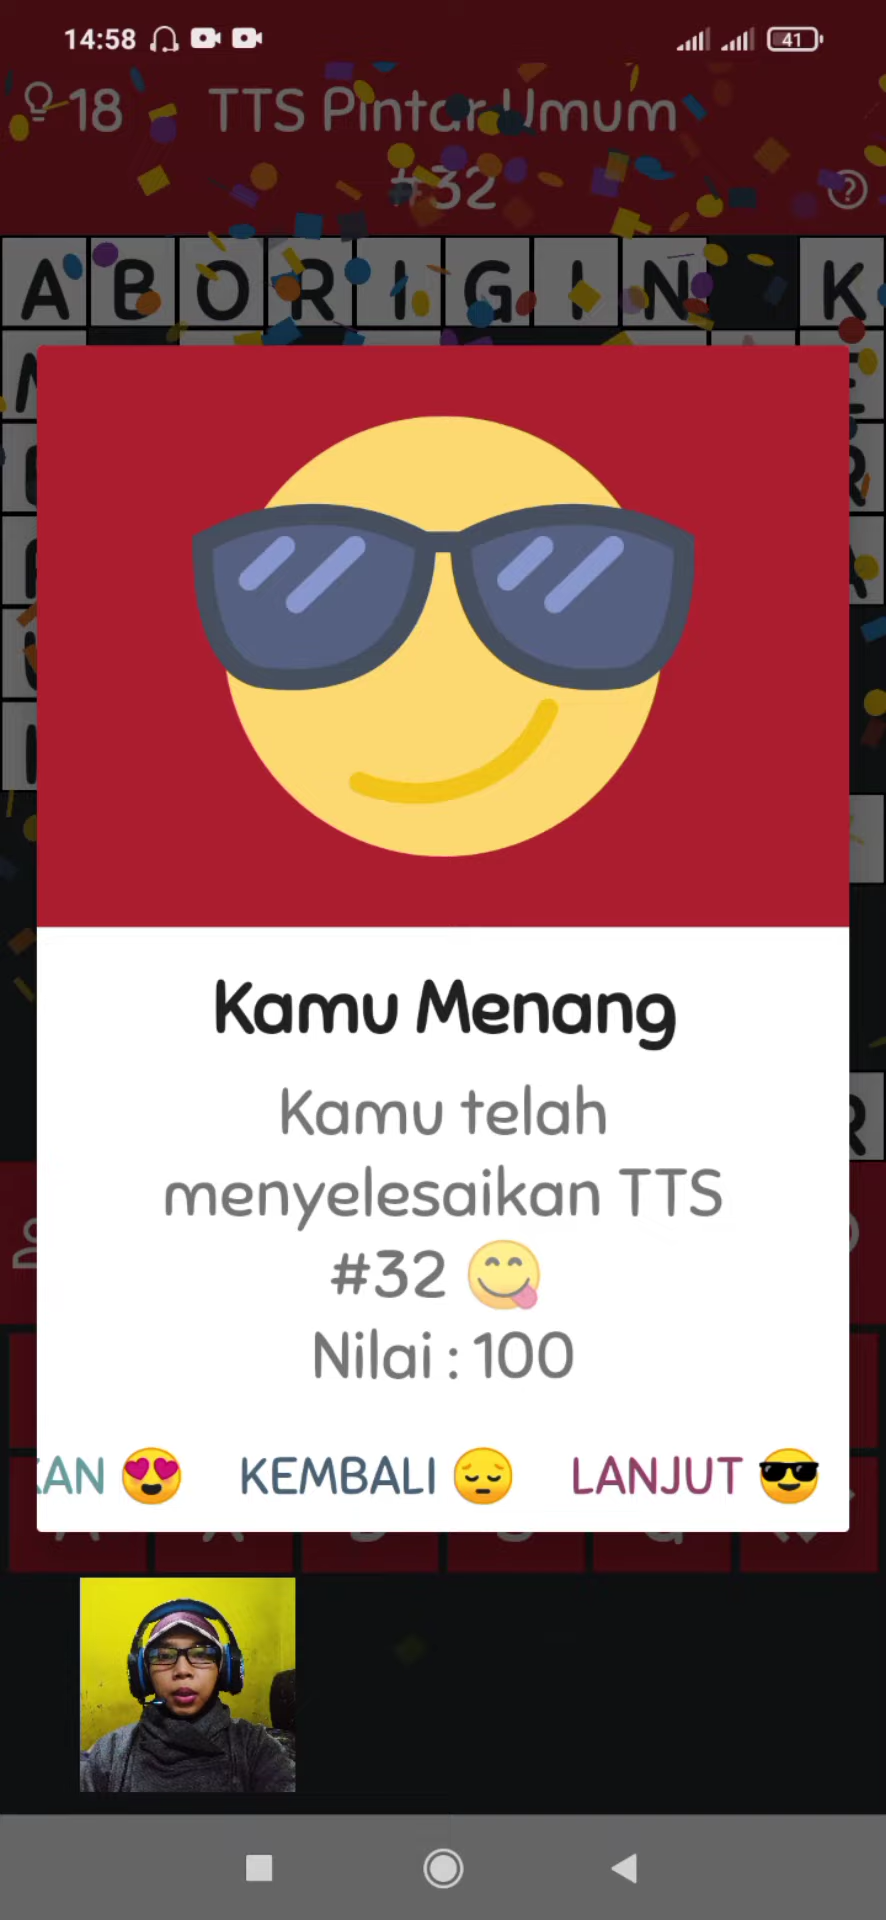 14:58
41
18
TTS Pintar Umum
#32
ABORIGIN K
R
Kamu Menang
Kamu telah
menyelesaikan TTS
#32 😋
Nilai : 100
KAN 😍 KEMBALI 😔 LANJUT 😎